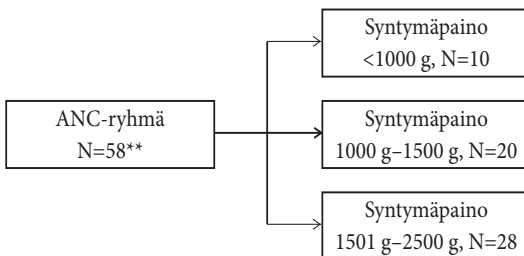 Syntymäpaino
<1000 g, N=10
ANC-ryhmä
N=58**
Syntymäpaino
1000 g–1500 g, N=20
Syntymäpaino
1501 g–2500 g, N=28